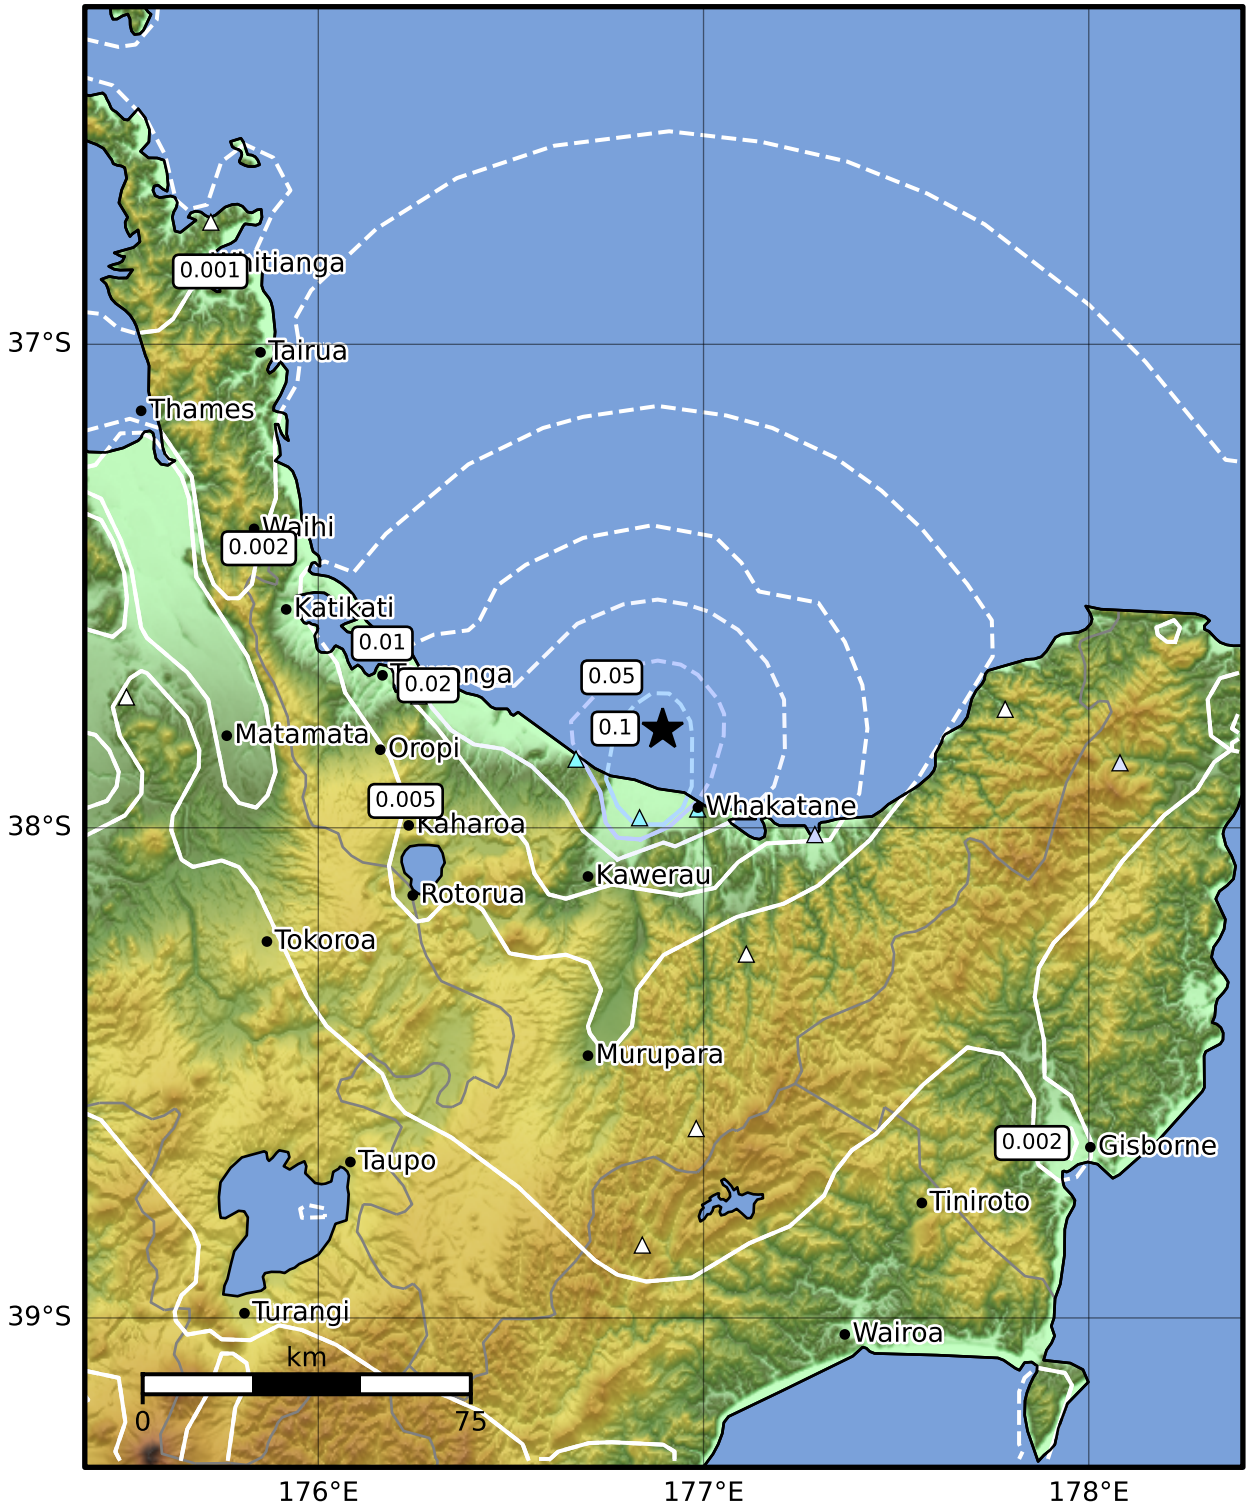 hitianga
0.001
37°S
Tairua
Thames
Waihi
0.002
Katikati
0.01
0.05
0.02
0.1
Matamata
Oropi
0.005
Whakatane
38°S
Kaharoa
Kawerau
Rotorua
Tokoroa
Murupara
0.002
Gisborne
Taupo
Tiniroto
Turangi
39°S
Wairoa
km
0
75
176°E
177°E
178°E